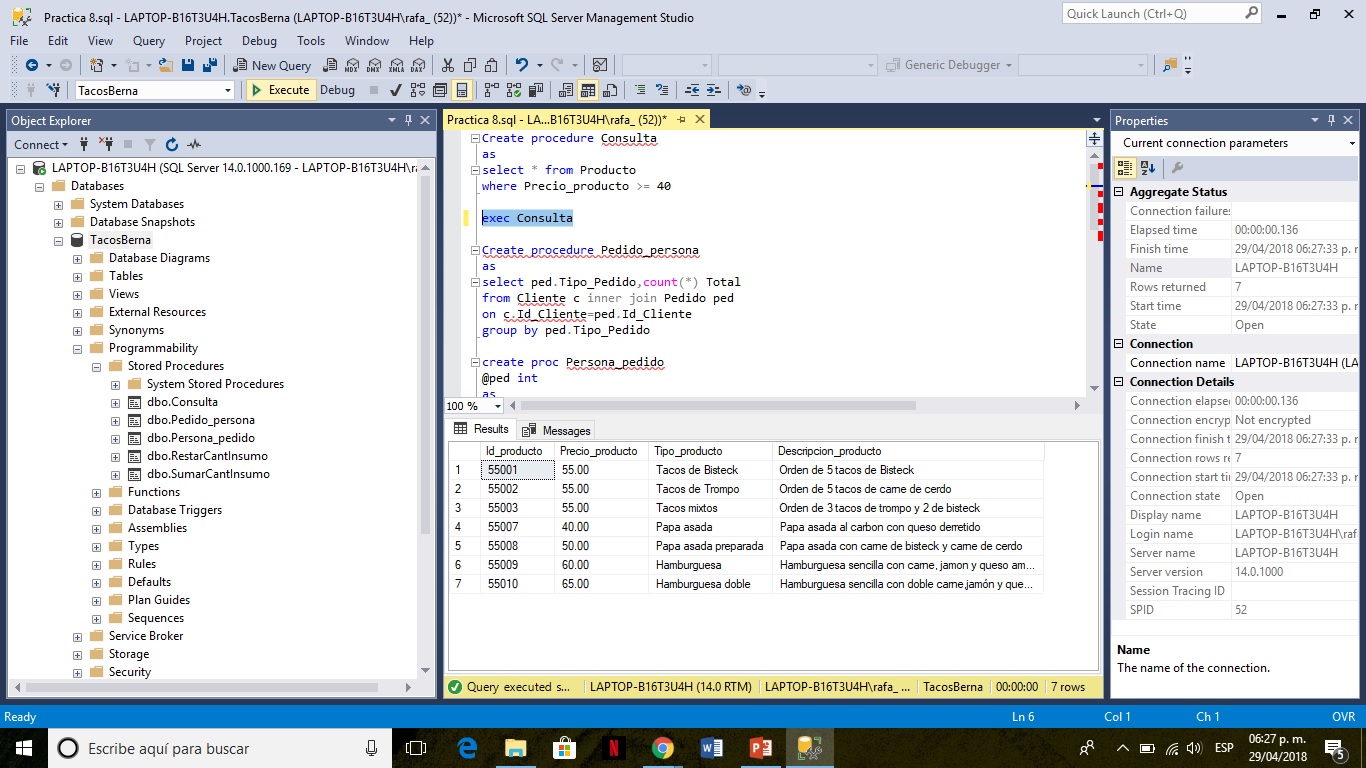 Practica 8.sql - LAPTOP-B16T3U4H.TacosBerna (LAPTOP-B16T3U4H\rafa_ (52))* - Microsoft SQL Server Management Studio
Quick Launch (Ctrl+Q)
File Edit View Query Project Debug Tools Window Help
New Query MDX DMX XMLA DAX Generic Debugger
TacosBerna Execute Debug
Object Explorer
Connect
LAPTOP-B16T3U4H (SQL Server 14.0.1000.169 - LAPTOP-B16T3U4H\ra
Databases
System Databases
Database Snapshots
TacosBerna
Database Diagrams
Tables
Views
External Resources
Synonyms
Programmability
Stored Procedures
System Stored Procedures
dbo.Consulta
dbo.Pedido_persona
dbo.Persona_pedido
dbo.RestarCantInsumo
dbo.SumarCantInsumo
Functions
Database Triggers
Assemblies
Types
Rules
Defaults
Plan Guides
Sequences
Service Broker
Storage
Security
Practica 8.sql - LA...B16T3U4H\rafa_ (52))*
Create procedure Consulta
as
select * from Producto
where Precio_producto >= 40
exec Consulta
Create procedure Pedido_persona
as
select ped.Tipo_Pedido,count(*) Total
from Cliente c inner join Pedido ped
on c.Id_Cliente=ped.Id_Cliente
group by ped.Tipo_Pedido
create proc Persona_pedido
@ped int
as
100 %
Results Messages
Id_producto Precio_producto Tipo_producto Descripcion_producto
1 55001 55.00 Tacos de Bisteck Orden de 5 tacos de Bisteck
2 55002 55.00 Tacos de Trompo Orden de 5 tacos de carne de cerdo
3 55003 55.00 Tacos mixtos Orden de 3 tacos de trompo y 2 de bisteck
4 55007 40.00 Papa asada Papa asada al carbon con queso derretido
5 55008 50.00 Papa asada preparada Papa asada con carne de bisteck y carne de cerdo
6 55009 60.00 Hamburguesa Hamburguesa sencilla con carne, jamon y queso am...
7 55010 65.00 Hamburguesa doble Hamburguesa sencilla con doble carne,jamón y que...
Query executed s... LAPTOP-B16T3U4H (14.0 RTM) LAPTOP-B16T3U4H\rafa_ ... TacosBerna 00:00:00 7 rows
Properties
Current connection parameters
Aggregate Status
Connection failures
Elapsed time 00:00:00.136
Finish time 29/04/2018 06:27:33 p. r
Name LAPTOP-B16T3U4H
Rows returned 7
Start time 29/04/2018 06:27:33 p. r
State Open
Connection
Connection name LAPTOP-B16T3U4H (LA
Connection Details
Connection elapse 00:00:00.136
Connection encryp Not encrypted
Connection finish t 29/04/2018 06:27:33 p. r
Connection rows re 7
Connection start tir 29/04/2018 06:27:33 p. r
Connection state Open
Display name LAPTOP-B16T3U4H
Login name LAPTOP-B16T3U4H\raf
Server name LAPTOP-B16T3U4H
Server version 14.0.1000
Session Tracing ID
SPID 52
Name
The name of the connection.
Ready Ln 6 Col 1 Ch 1 OVR
Escribe aquí para buscar
ESP
06:27 p. m.
29/04/2018
5